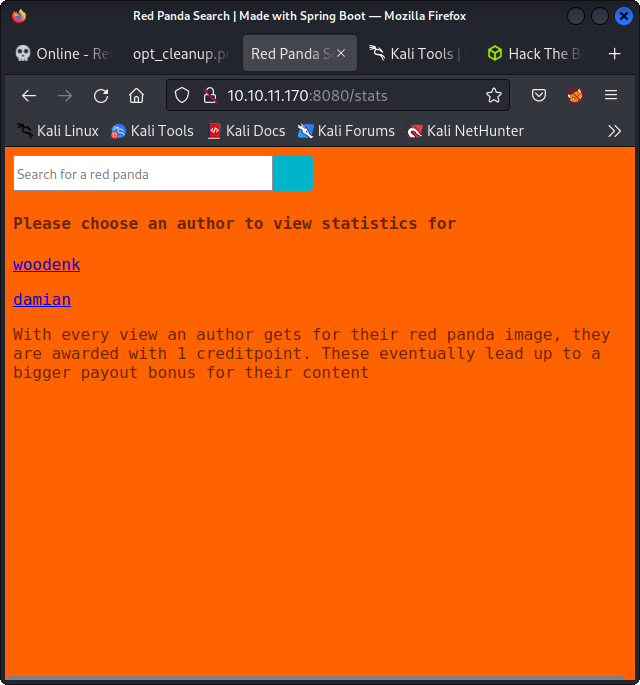 Red Panda Search | Made with Spring Boot — Mozilla Firefox
Online - Re
opt_cleanup.pr
Red Panda Se
Kali Tools |
Hack The B
10.10.11.170:8080/stats
Kali Linux
Kali Tools
Kali Docs
Kali Forums
Kali NetHunter
Search for a red panda
Please choose an author to view statistics for
woodenk
damian
With every view an author gets for their red panda image, they
are awarded with 1 creditpoint. These eventually lead up to a
bigger payout bonus for their content